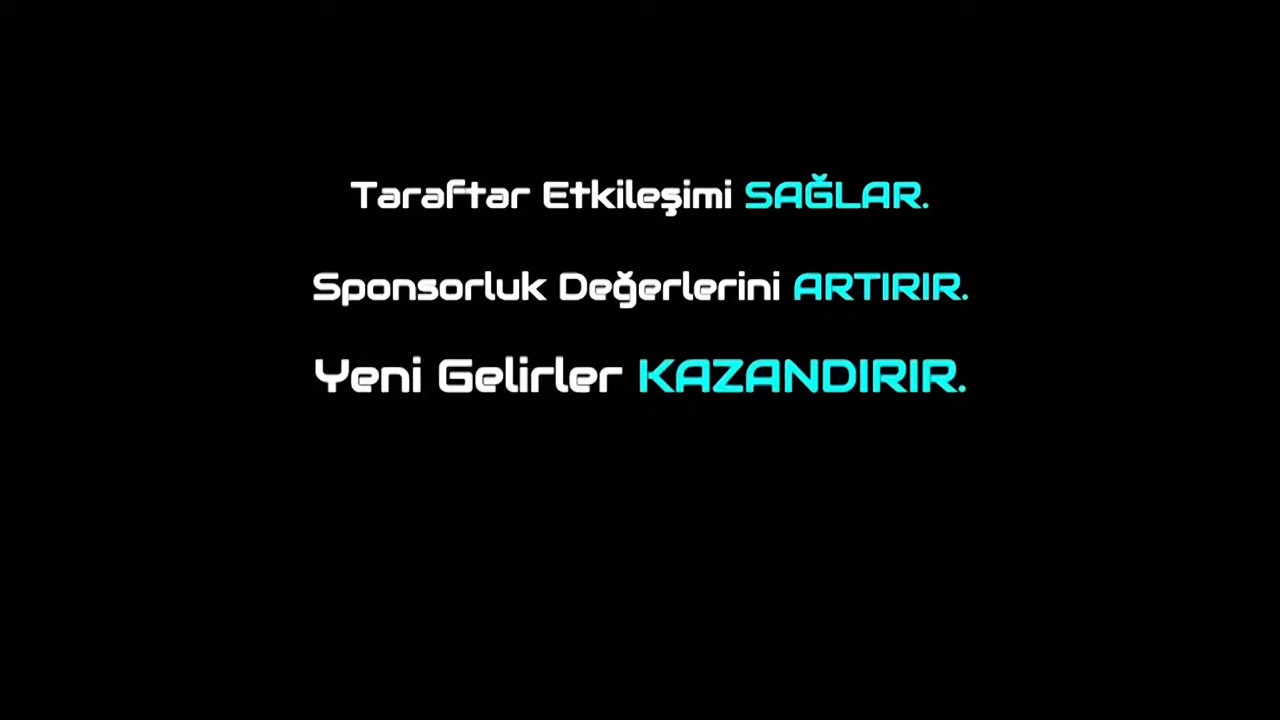 Taraftar Etkileşimi SAĞLAR.
Sponsorluk Değerlerini ARTIRIR.
Yeni Gelirler KAZANDIRIR.